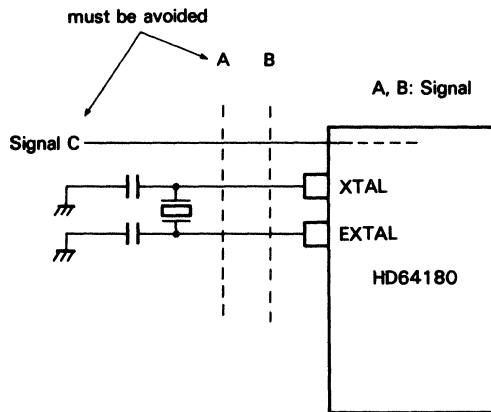 must be avoided
A B
A, B: Signal
Signal C
XTAL
EXTAL
HD64180